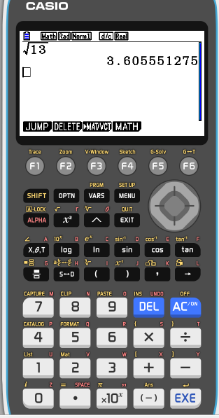 CASIO
Math Rad Norm1 d/c Real
√13
3.605551275
JUMP DELETE ▸MAT/VCT MATH
Trace Zoom V-Window Sketch G-Solv G↔T
F1 F2 F3 F4 F5 F6
PRGM SET UP
SHIFT OPTN VARS MENU
A-LOCK QUIT
ALPHA x² ^ EXIT
X,θ,T log ln sin cos tan
S↔D ( ) , →
CAPTURE CLIP PASTE INS UNDO OFF
7 8 9 DEL AC/ON
CATALOG FORMAT
4 5 6 × ÷
List Mat
1 2 3 + −
SPACE Ans
0 • ×10ˣ (−) EXE